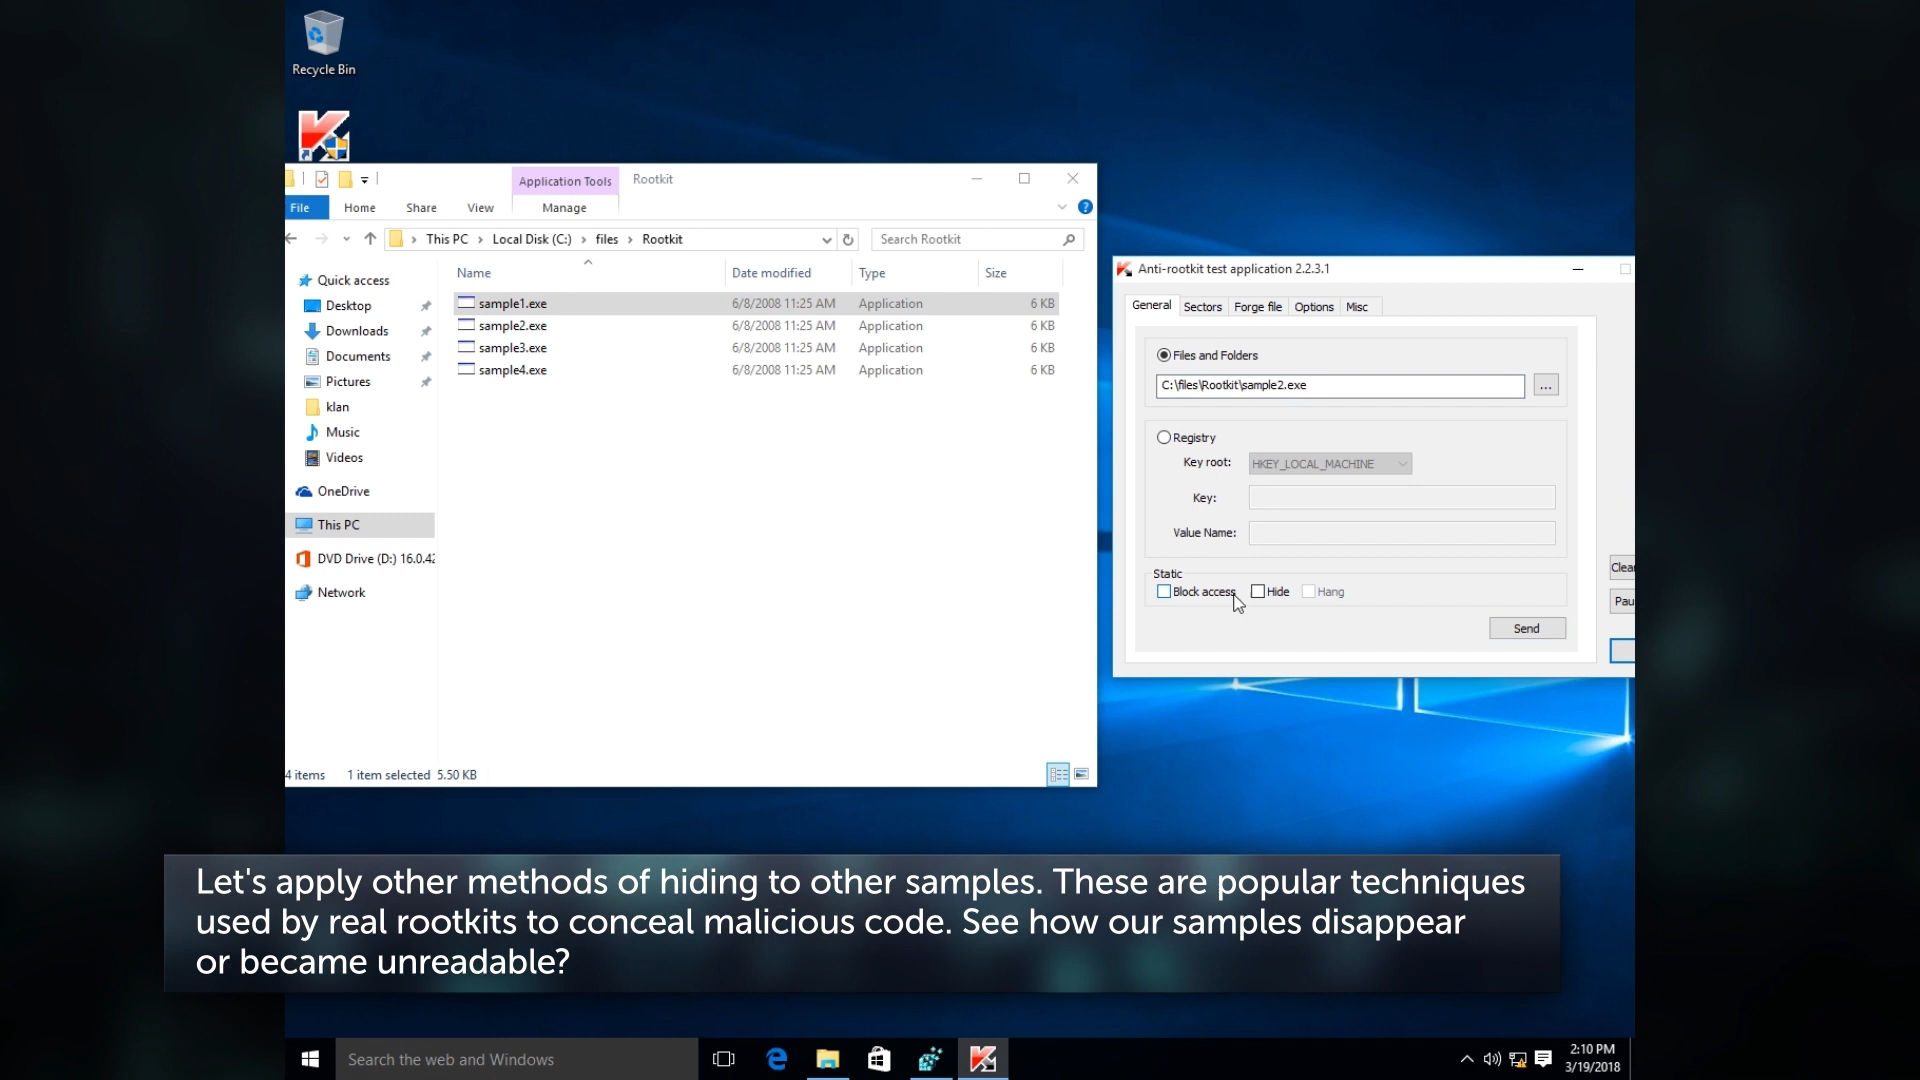 Recycle Bin
Application Tools
Rootkit
File
Home
Share
View
Manage
This PC
Local Disk (C:)
files
Rootkit
Search Rootkit
Name
Date modified
Type
Size
sample1.exe 6/8/2008 11:25 AM Application 6 KB
sample2.exe 6/8/2008 11:25 AM Application 6 KB
sample3.exe 6/8/2008 11:25 AM Application 6 KB
sample4.exe 6/8/2008 11:25 AM Application 6 KB
Quick access
Desktop
Downloads
Documents
Pictures
klan
Music
Videos
OneDrive
This PC
DVD Drive (D:) 16.0.42
Network
4 items 1 item selected 5.50 KB
Anti-rootkit test application 2.2.3.1
General
Sectors
Forge file
Options
Misc
Files and Folders
C:\files\Rootkit\sample2.exe
...
Registry
Key root: HKEY_LOCAL_MACHINE
Key:
Value Name:
Static
Block access
Hide
Hang
Send
Clea
Pau
Let's apply other methods of hiding to other samples. These are popular techniques
used by real rootkits to conceal malicious code. See how our samples disappear
or became unreadable?
Search the web and Windows
2:10 PM
3/19/2018